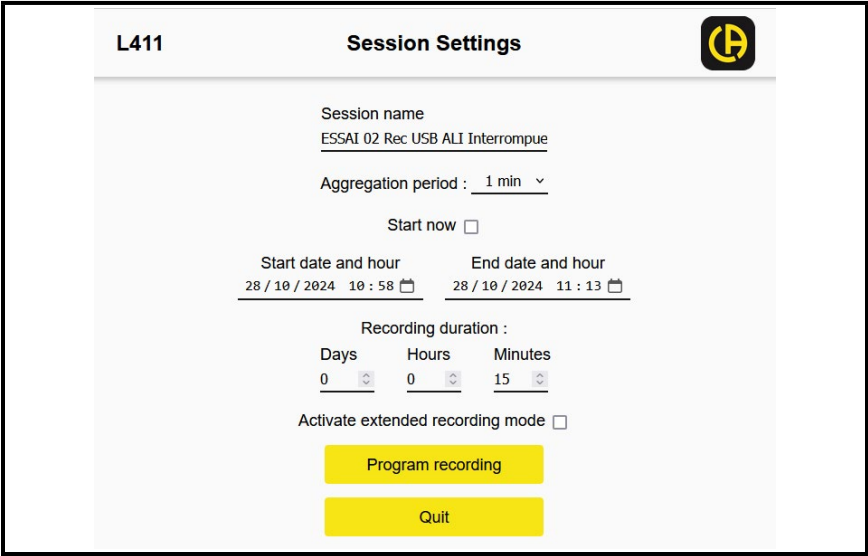 L411
Session Settings
CA
Session name
ESSAI 02 Rec USB ALI Interrompue
Aggregation period : 1 min
Start now
Start date and hour End date and hour
28/10/2024 10:58 28/10/2024 11:13
Recording duration :
Days Hours Minutes
0 0 15
Activate extended recording mode
Program recording
Quit